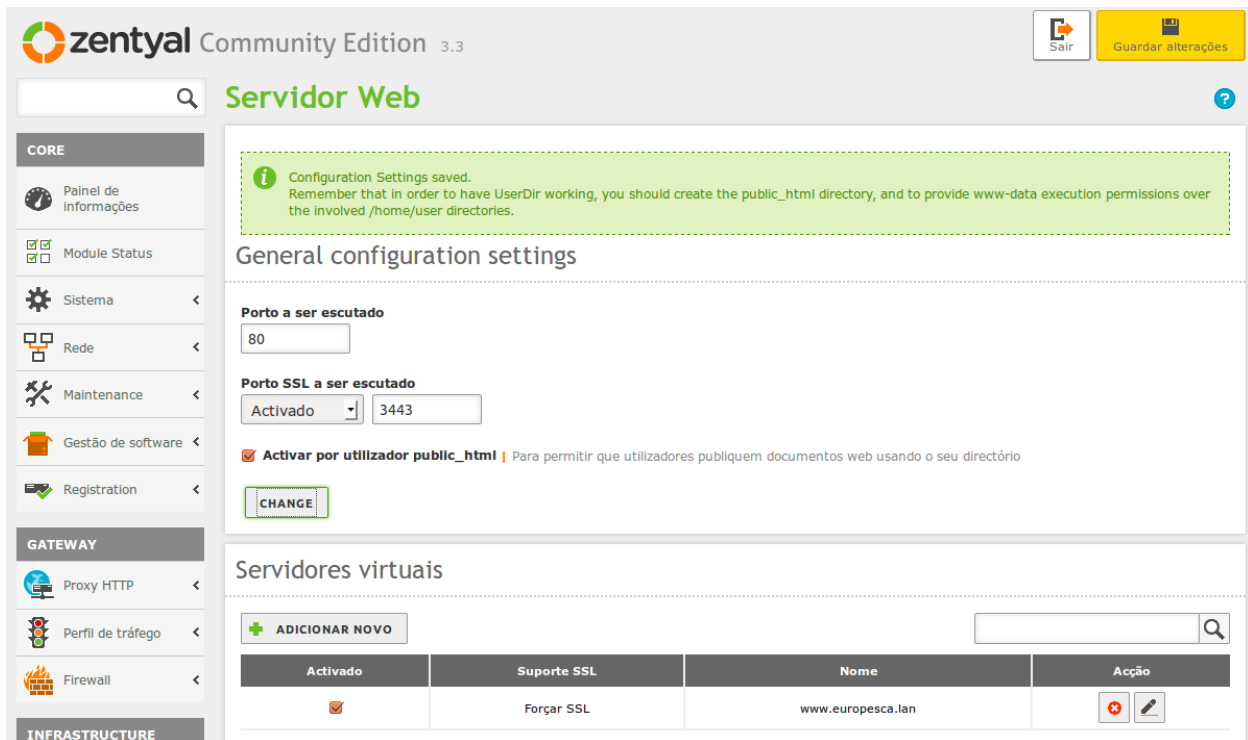 zentyal Community Edition 3.3
Sair
Guardar alterações
Servidor Web
?
CORE
Painel de
informações
Module Status
Sistema
Rede
Maintenance
Gestão de software
Registration
GATEWAY
Proxy HTTP
Perfil de tráfego
Firewall
INFRASTRUCTURE
i
Configuration Settings saved.
Remember that in order to have UserDir working, you should create the public_html directory, and to provide www-data execution permissions over
the involved /home/user directories.
General configuration settings
Porto a ser escutado
80
Porto SSL a ser escutado
Activado 3443
Activar por utilizador public_html | Para permitir que utilizadores publiquem documentos web usando o seu directório
CHANGE
Servidores virtuais
ADICIONAR NOVO
Activado Suporte SSL Nome Acção
Forçar SSL www.europesca.lan